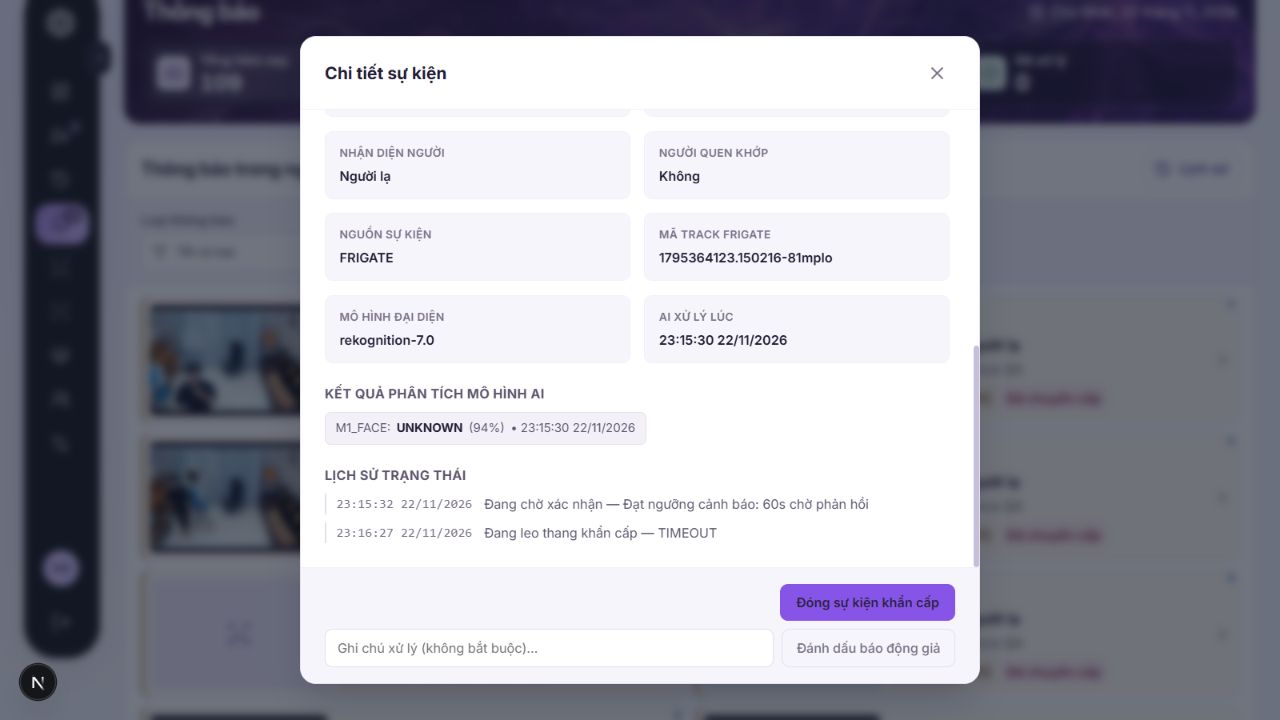 Thông báo
109
0
Chi tiết sự kiện
NHẬN DIỆN NGƯỜI
Người lạ
NGƯỜI QUEN KHỚP
Không
NGUỒN SỰ KIỆN
FRIGATE
MÃ TRACK FRIGATE
1795364123.150216-81mplo
MÔ HÌNH ĐẠI DIỆN
rekognition-7.0
AI XỬ LÝ LÚC
23:15:30 22/11/2026
KẾT QUẢ PHÂN TÍCH MÔ HÌNH AI
M1_FACE: UNKNOWN (94%) • 23:15:30 22/11/2026
LỊCH SỬ TRẠNG THÁI
23:15:32 22/11/2026 Đang chờ xác nhận — Đạt ngưỡng cảnh báo: 60s chờ phản hồi
23:16:27 22/11/2026 Đang leo thang khẩn cấp — TIMEOUT
Đóng sự kiện khẩn cấp
Ghi chú xử lý (không bắt buộc)...
Đánh dấu báo động giả
N